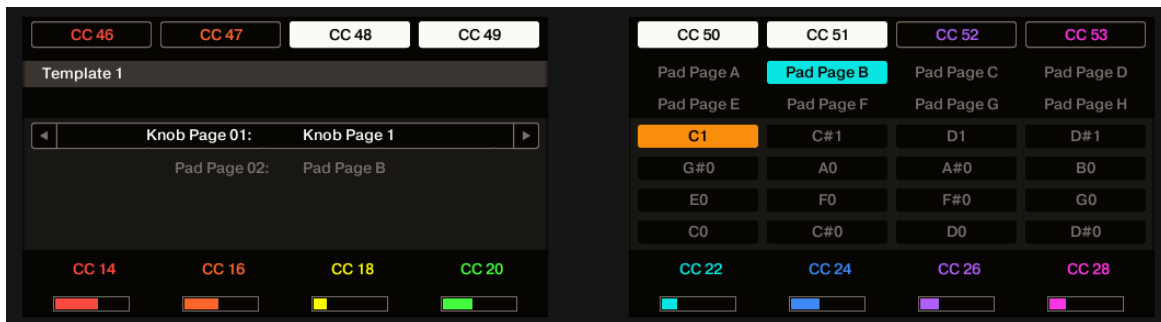 CC 46 CC 47 CC 48 CC 49
Template 1
Knob Page 01: Knob Page 1
Pad Page 02: Pad Page B
CC 14 CC 16 CC 18 CC 20
CC 50 CC 51 CC 52 CC 53
Pad Page A Pad Page B Pad Page C Pad Page D
Pad Page E Pad Page F Pad Page G Pad Page H
C1 C#1 D1 D#1
G#0 A0 A#0 B0
E0 F0 F#0 G0
C0 C#0 D0 D#0
CC 22 CC 24 CC 26 CC 28